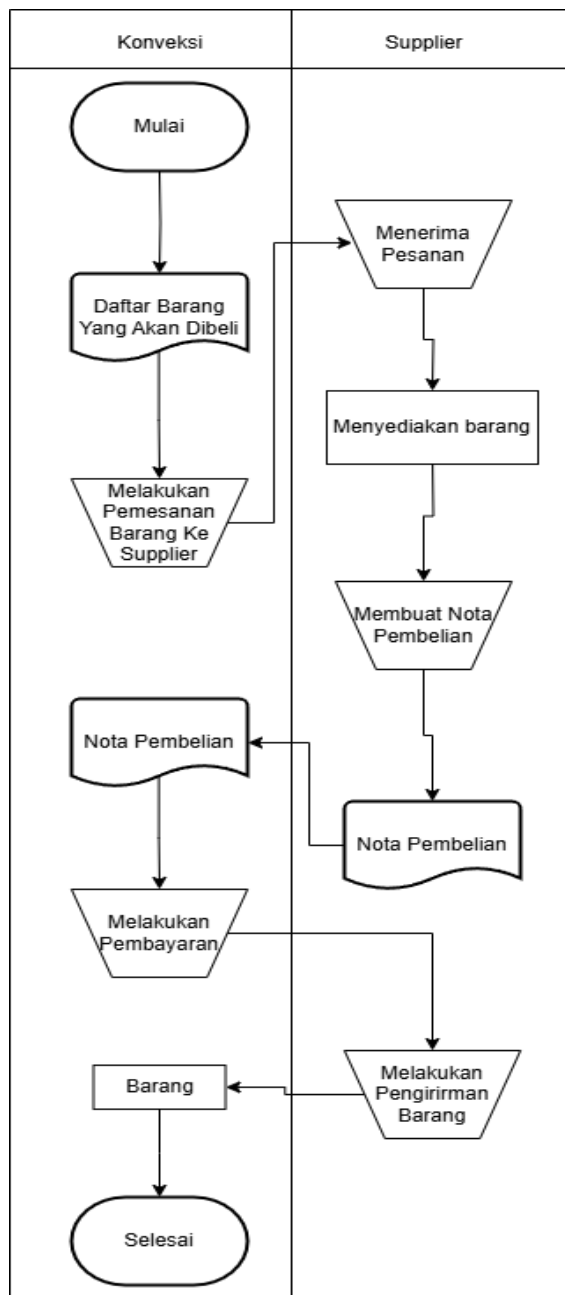 Konveksi
Supplier
Mulai
Menerima
Pesanan
Daftar Barang
Yang Akan Dibeli
Menyediakan barang
Melakukan
Pemesanan
Barang Ke
Supplier
Membuat Nota
Pembelian
Nota Pembelian
Nota Pembelian
Melakukan
Pembayaran
Melakukan
Pengirirman
Barang
Barang
Selesai